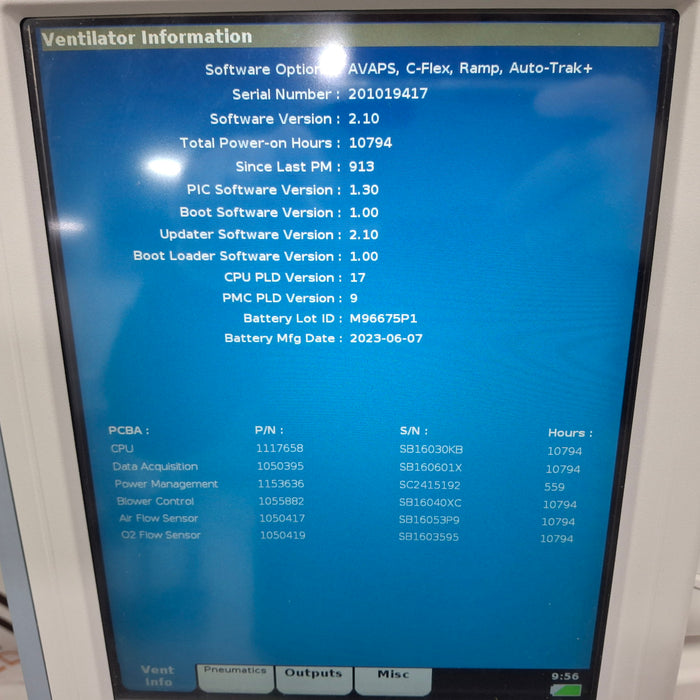 Ventilator Information
Software Option : AVAPS, C-Flex, Ramp, Auto-Trak+
Serial Number : 201019417
Software Version : 2.10
Total Power-on Hours : 10794
Since Last PM : 913
PIC Software Version : 1.30
Boot Software Version : 1.00
Updater Software Version : 2.10
Boot Loader Software Version : 1.00
CPU PLD Version : 17
PMC PLD Version : 9
Battery Lot ID : M96675P1
Battery Mfg Date : 2023-06-07
PCBA : P/N : S/N : Hours :
CPU 1117658 SB16030KB 10794
Data Acquisition 1050395 SB160601X 10794
Power Management 1153636 SC2415192 559
Blower Control 1055882 SB16040XC 10794
Air Flow Sensor 1050417 SB16053P9 10794
O2 Flow Sensor 1050419 SB1603595 10794
Vent Info Pneumatics Outputs Misc 9:56